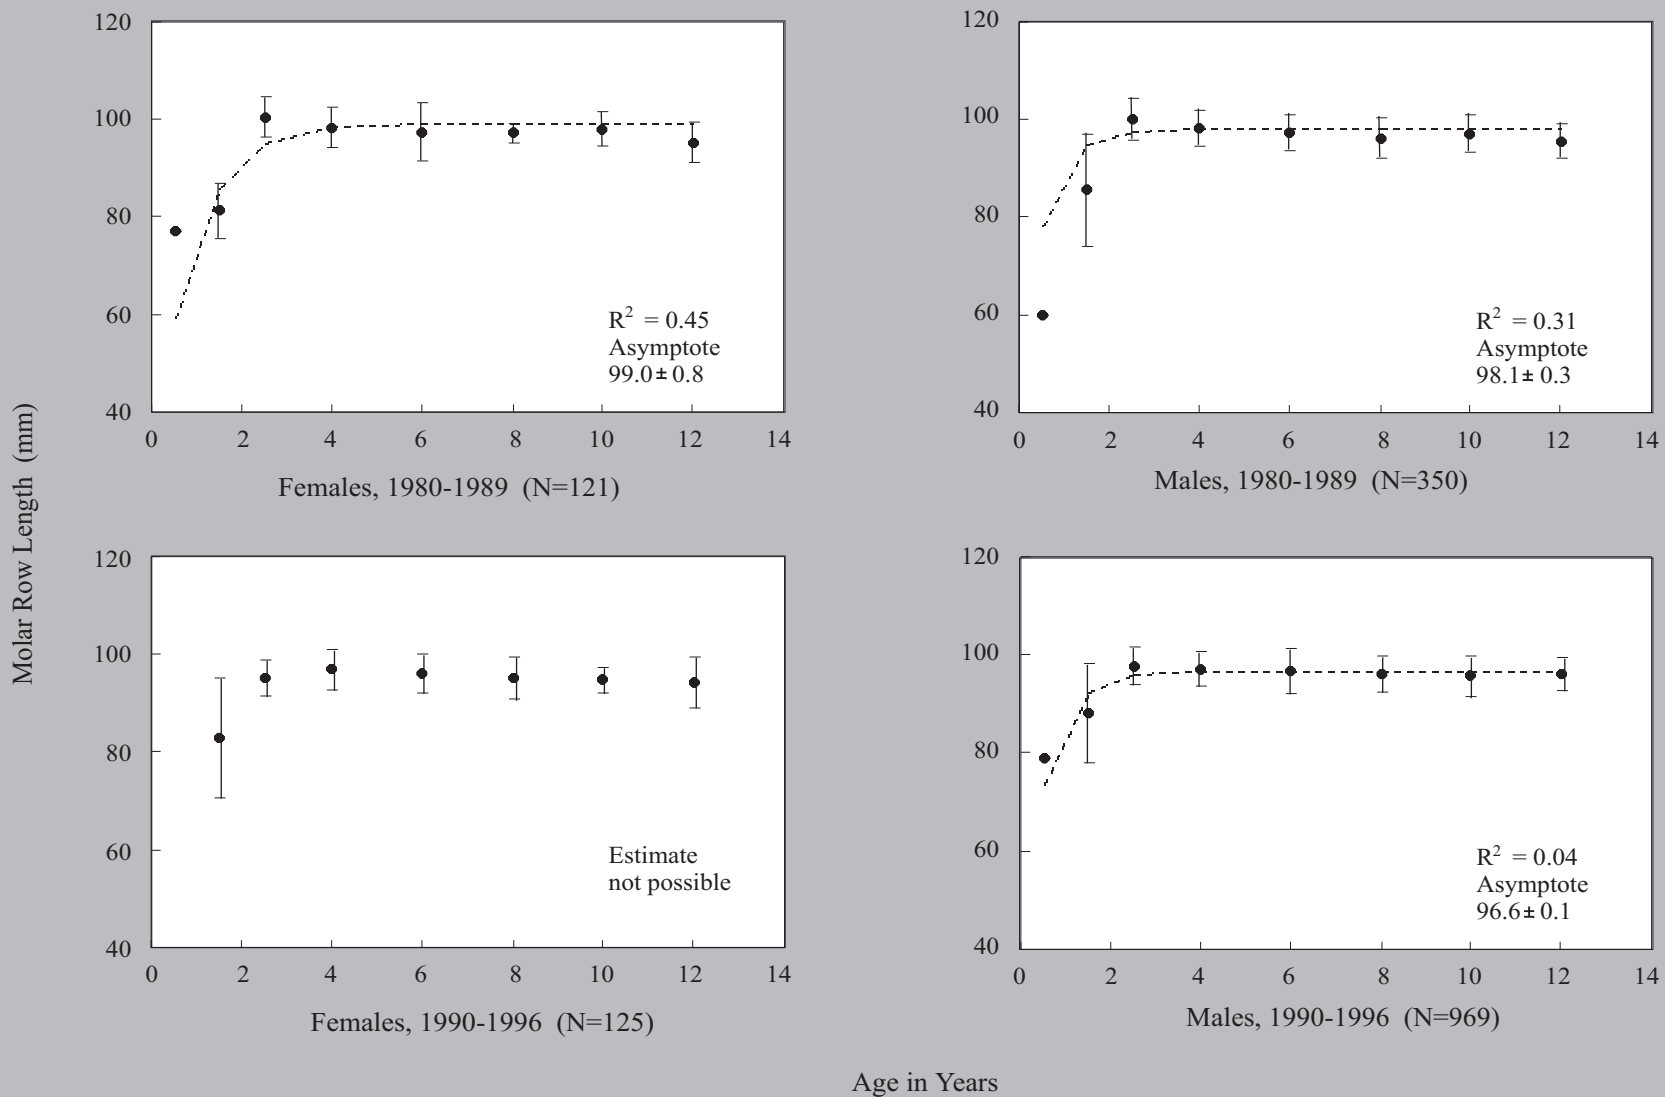 Molar Row Length (mm)
120
100
80
60
40
0 2 4 6 8 10 12 14
R² = 0.45
Asymptote
99.0 ± 0.8
Females, 1980-1989 (N=121)
120
100
80
60
40
0 2 4 6 8 10 12 14
R² = 0.31
Asymptote
98.1 ± 0.3
Males, 1980-1989 (N=350)
120
100
80
60
40
0 2 4 6 8 10 12 14
Estimate
not possible
Females, 1990-1996 (N=125)
120
100
80
60
40
0 2 4 6 8 10 12 14
R² = 0.04
Asymptote
96.6 ± 0.1
Males, 1990-1996 (N=969)
Age in Years